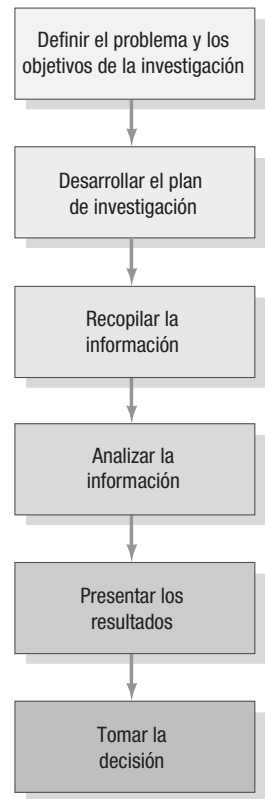 Definir el problema y los
objetivos de la investigación
Desarrollar el plan
de investigación
Recopilar la
información
Analizar la
información
Presentar los
resultados
Tomar la
decisión